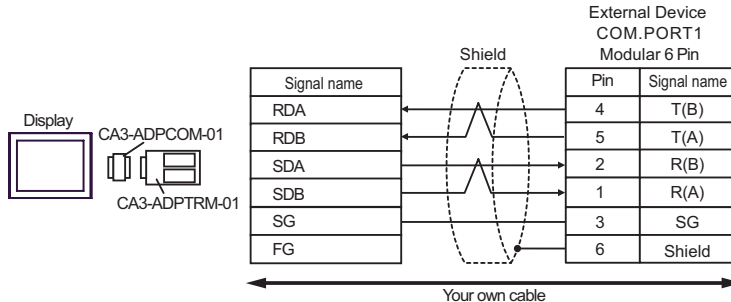 External Device
COM.PORT1
Modular 6 Pin
Shield
Display
CA3-ADPCOM-01
CA3-ADPTRM-01
Signal name
RDA
RDB
SDA
SDB
SG
FG
Pin Signal name
4 T(B)
5 T(A)
2 R(B)
1 R(A)
3 SG
6 Shield
Your own cable